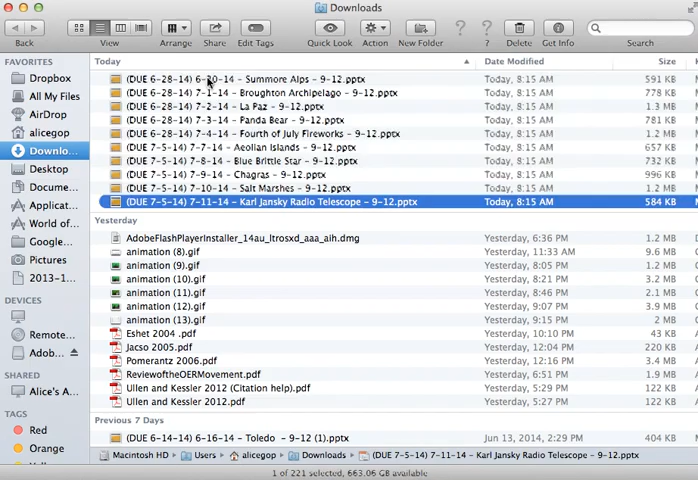 Downloads
Back View Arrange Share Edit Tags Quick Look Action ? New Folder ? ? Delete Get Info Search
FAVORITES
Dropbox
All My Files
AirDrop
alicegop
Downlo...
Desktop
Docume...
Applicat...
World of...
Google...
Pictures
2013-1...
DEVICES
Remote...
Adob...
SHARED
Alice's A...
TAGS
Red
Orange
Today Date Modified Size
(DUE 6-28-14) 6-30-14 - Summore Alps - 9-12.pptx Today, 8:15 AM 591 KB
(DUE 6-28-14) 7-1-14 - Broughton Archipelago - 9-12.pptx Today, 8:15 AM 778 KB
(DUE 6-28-14) 7-2-14 - La Paz - 9-12.pptx Today, 8:15 AM 1.3 MB
(DUE 6-28-14) 7-3-14 - Panda Bear - 9-12.pptx Today, 8:15 AM 781 KB
(DUE 6-28-14) 7-4-14 - Fourth of July Fireworks - 9-12.pptx Today, 8:15 AM 1.2 MB
(DUE 7-5-14) 7-7-14 - Aeolian Islands - 9-12.pptx Today, 8:15 AM 657 KB
(DUE 7-5-14) 7-8-14 - Blue Brittle Star - 9-12.pptx Today, 8:15 AM 732 KB
(DUE 7-5-14) 7-9-14 - Chagras - 9-12.pptx Today, 8:15 AM 996 KB
(DUE 7-5-14) 7-10-14 - Salt Marshes - 9-12.pptx Today, 8:15 AM 1.2 MB
(DUE 7-5-14) 7-11-14 - Karl Jansky Radio Telescope - 9-12.pptx Today, 8:15 AM 584 KB
Yesterday
AdobeFlashPlayerInstaller_14au_ltrosxd_aaa_aih.dmg Yesterday, 6:36 PM 1.2 MB
animation (8).gif Yesterday, 11:33 AM 9.6 MB
animation (9).gif Yesterday, 8:05 PM 1.2 MB
animation (10).gif Yesterday, 8:21 PM 3.2 MB
animation (11).gif Yesterday, 8:46 PM 2.1 MB
animation (12).gif Yesterday, 9:07 PM 3.9 MB
animation (13).gif Yesterday, 9:15 PM 2 MB
Eshet 2004 .pdf Yesterday, 10:10 PM 43 KB
Jacso 2005.pdf Yesterday, 12:04 PM 220 KB
Pomerantz 2006.pdf Yesterday, 12:16 PM 3.4 MB
ReviewoftheOERMovement.pdf Yesterday, 6:51 PM 1.9 MB
Ullen and Kessler 2012 (Citation help).pdf Yesterday, 5:29 PM 122 KB
Ullen and Kessler 2012.pdf Yesterday, 5:27 PM 122 KB
Previous 7 Days
(DUE 6-14-14) 6-16-14 - Toledo - 9-12 (1).pptx Jun 13, 2014, 2:29 PM 404 KB
Macintosh HD Users alicegop Downloads (DUE 7-5-14) 7-11-14 - Karl Jansky Radio Telescope - 9-12.pptx
1 of 221 selected, 663.06 GB available